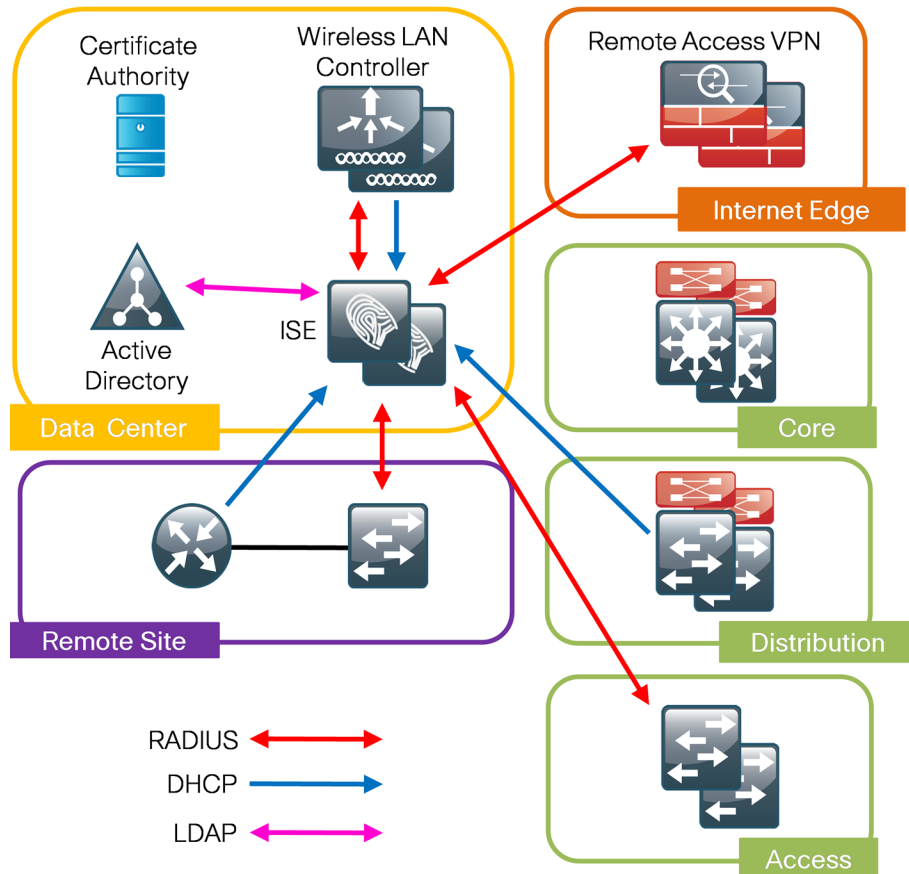 Certificate
Authority
Wireless LAN
Controller
Remote Access VPN
Internet Edge
ISE
Active
Directory
Data Center
Core
Remote Site
Distribution
RADIUS
DHCP
LDAP
Access